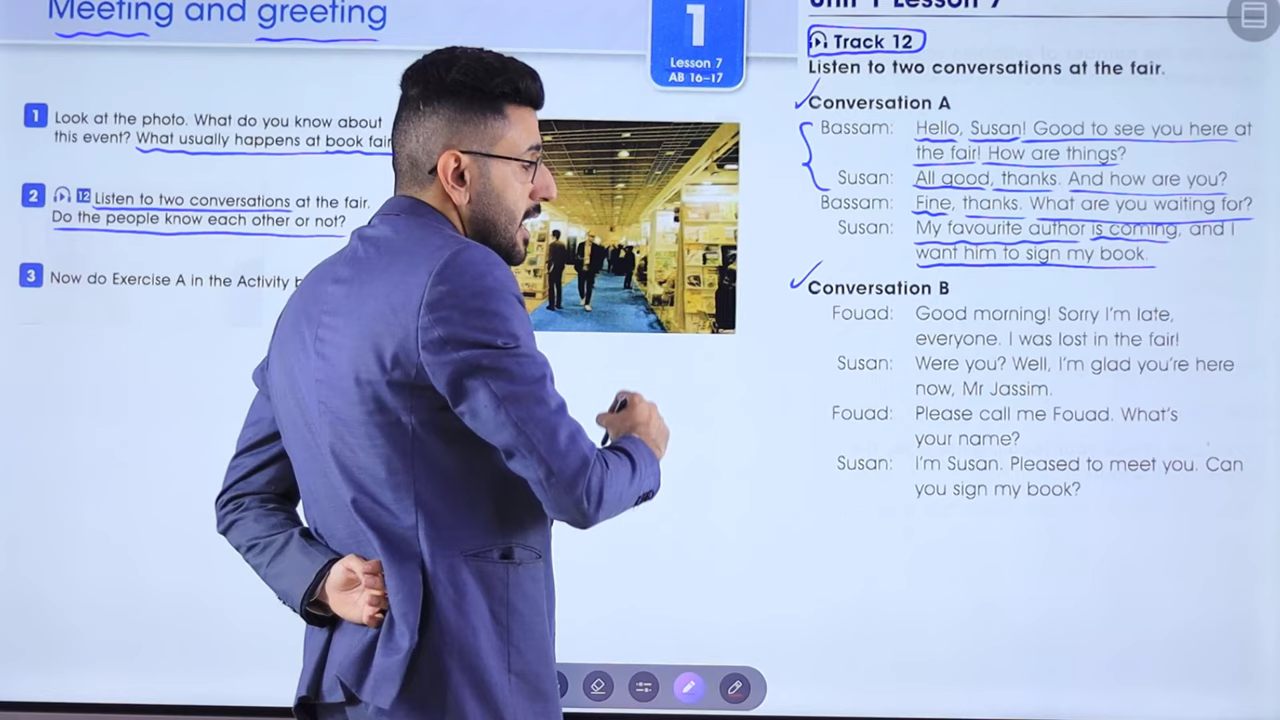 Meeting and greeting
1
Lesson 7
AB 16–17
1 Look at the photo. What do you know about
this event? What usually happens at book
2 12 Listen to two conversations at the fair.
Do the people know each other or not?
3 Now do Exercise A in the Activity
Unit 1 Lesson 7
Track 12
Listen to two conversations at the fair.
Conversation A
Bassam: Hello, Susan! Good to see you here at
the fair! How are things?
Susan: All good, thanks. And how are you?
Bassam: Fine, thanks. What are you waiting for?
Susan: My favourite author is coming, and I
want him to sign my book.
Conversation B
Fouad: Good morning! Sorry I'm late,
everyone. I was lost in the fair!
Susan: Were you? Well, I'm glad you're here
now, Mr Jassim.
Fouad: Please call me Fouad. What's
your name?
Susan: I'm Susan. Pleased to meet you. Can
you sign my book?